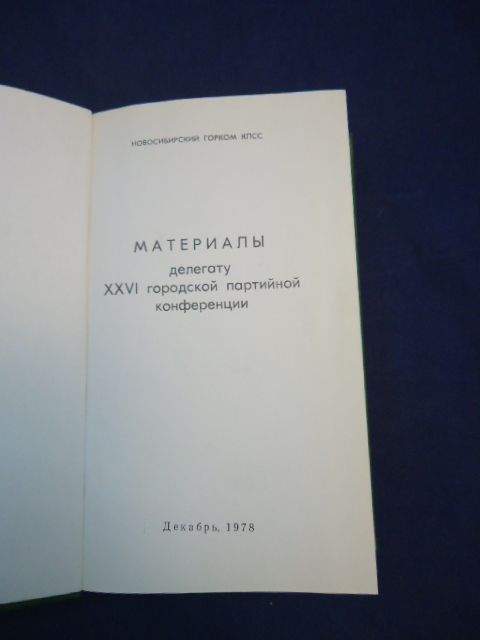 НОВОСИБИРСКИЙ ГОРКОМ КПСС
МАТЕРИАЛЫ
делегату
XXVI городской партийной
конференции
Декабрь, 1978